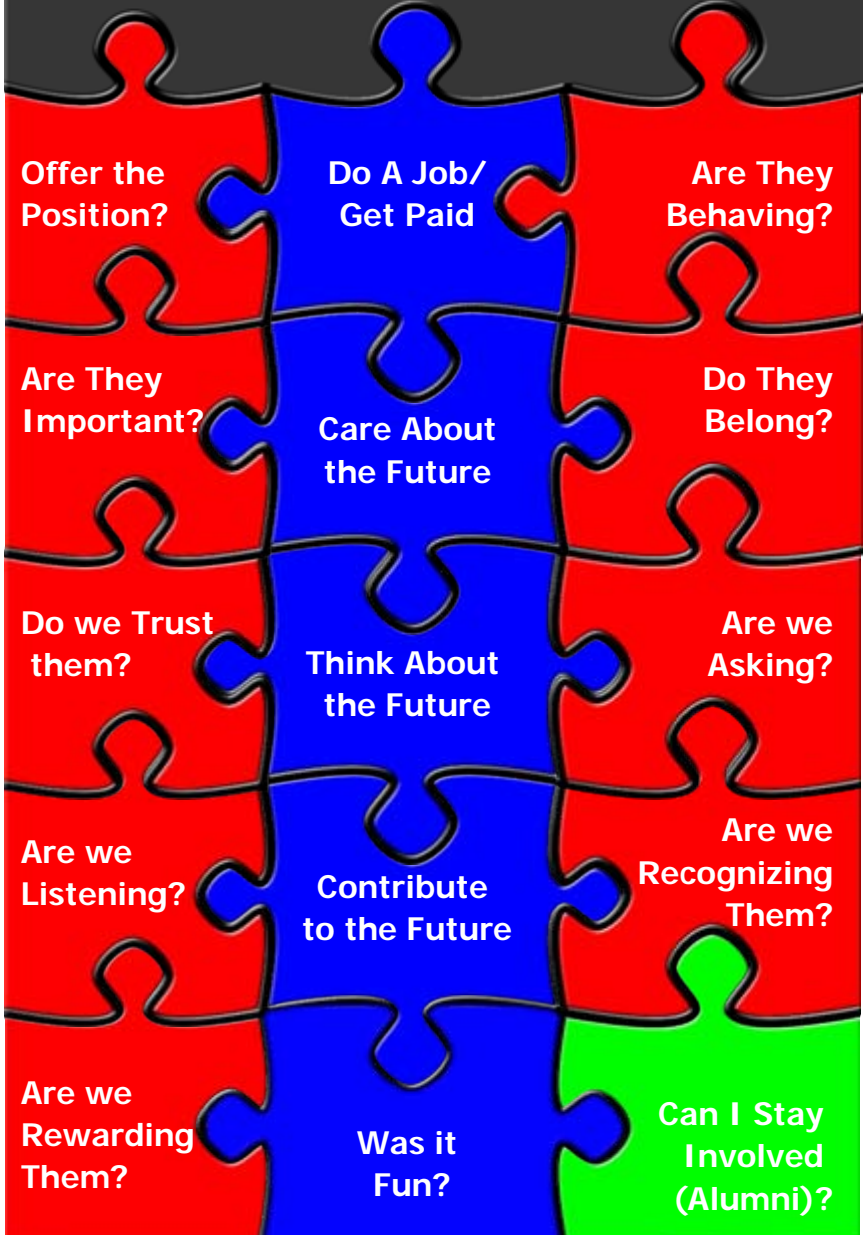 Offer the
Position?
Do A Job/
Get Paid
Are They
Behaving?
Are They
Important?
Care About
the Future
Do They
Belong?
Do we Trust
them?
Think About
the Future
Are we
Asking?
Are we
Listening?
Contribute
to the Future
Are we
Recognizing
Them?
Are we
Rewarding
Them?
Was it
Fun?
Can I Stay
Involved
(Alumni)?